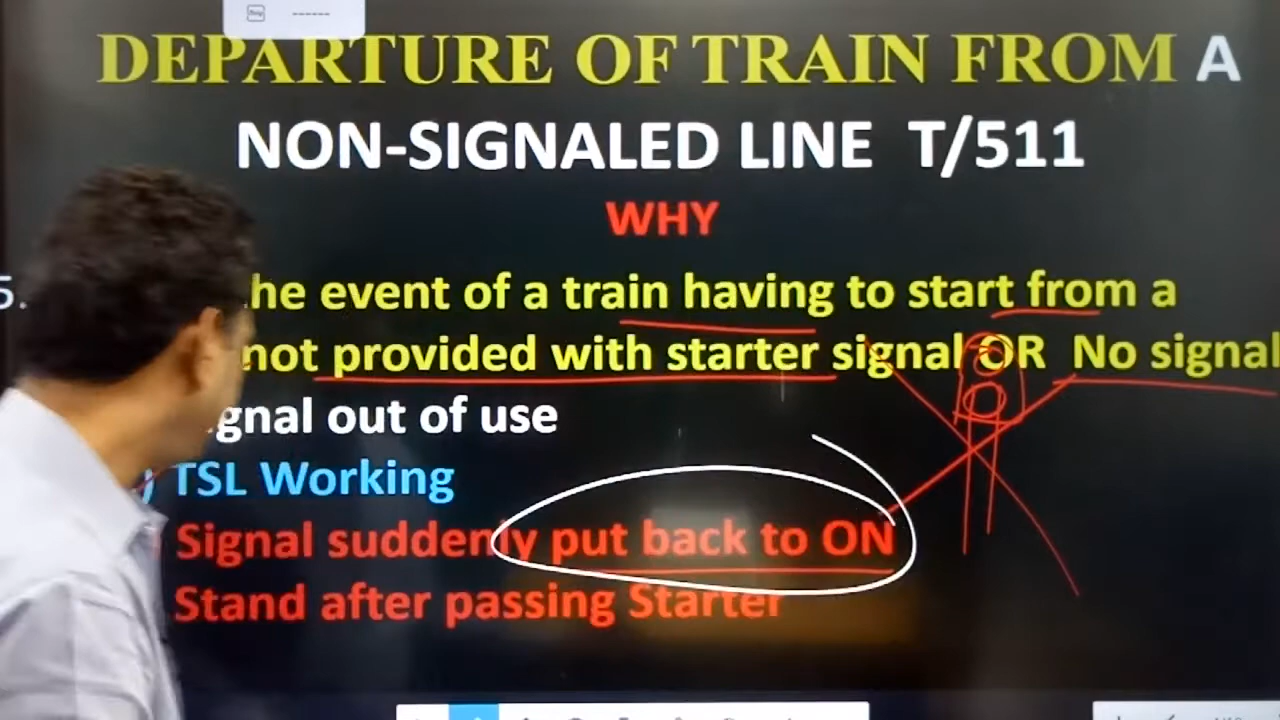 DEPARTURE OF TRAIN FROM A
NON-SIGNALED LINE T/511
WHY
5. he event of a train having to start from a
not provided with starter signal OR No signal
gnal out of use
) TSL Working
Signal suddenly put back to ON
Stand after passing Starter